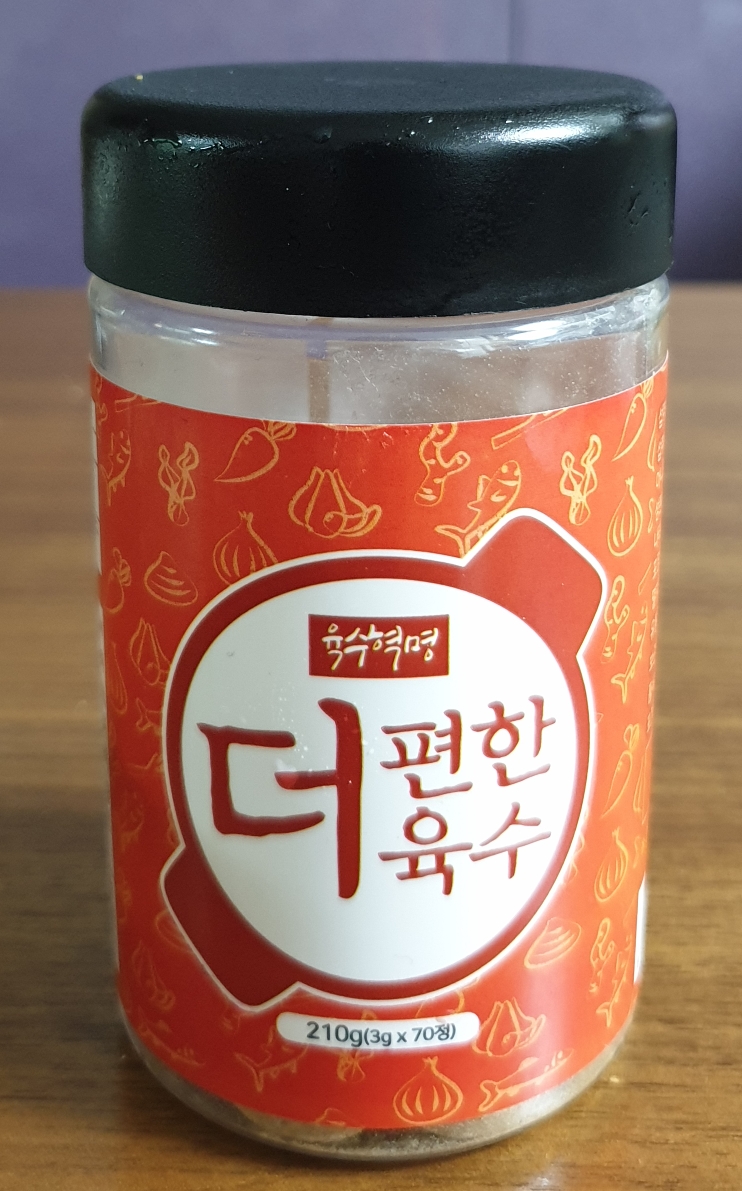 육수혁명
더 편한
육수
210g(3g x 70정)